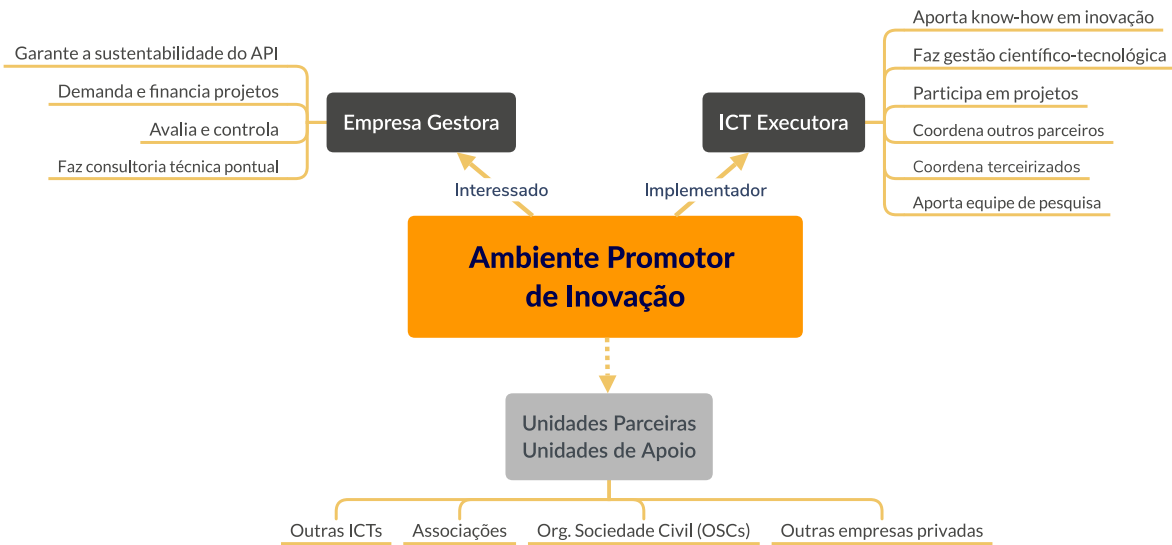 Garante a sustentabilidade do API
Demanda e financia projetos
Avalia e controla
Faz consultoria técnica pontual
Empresa Gestora
Interessado
ICT Executora
Implementador
Aporta know-how em inovação
Faz gestão científico-tecnológica
Participa em projetos
Coordena outros parceiros
Coordena terceirizados
Aporta equipe de pesquisa
Ambiente Promotor
de Inovação
Unidades Parceiras
Unidades de Apoio
Outras ICTs
Associações
Org. Sociedade Civil (OSCs)
Outras empresas privadas